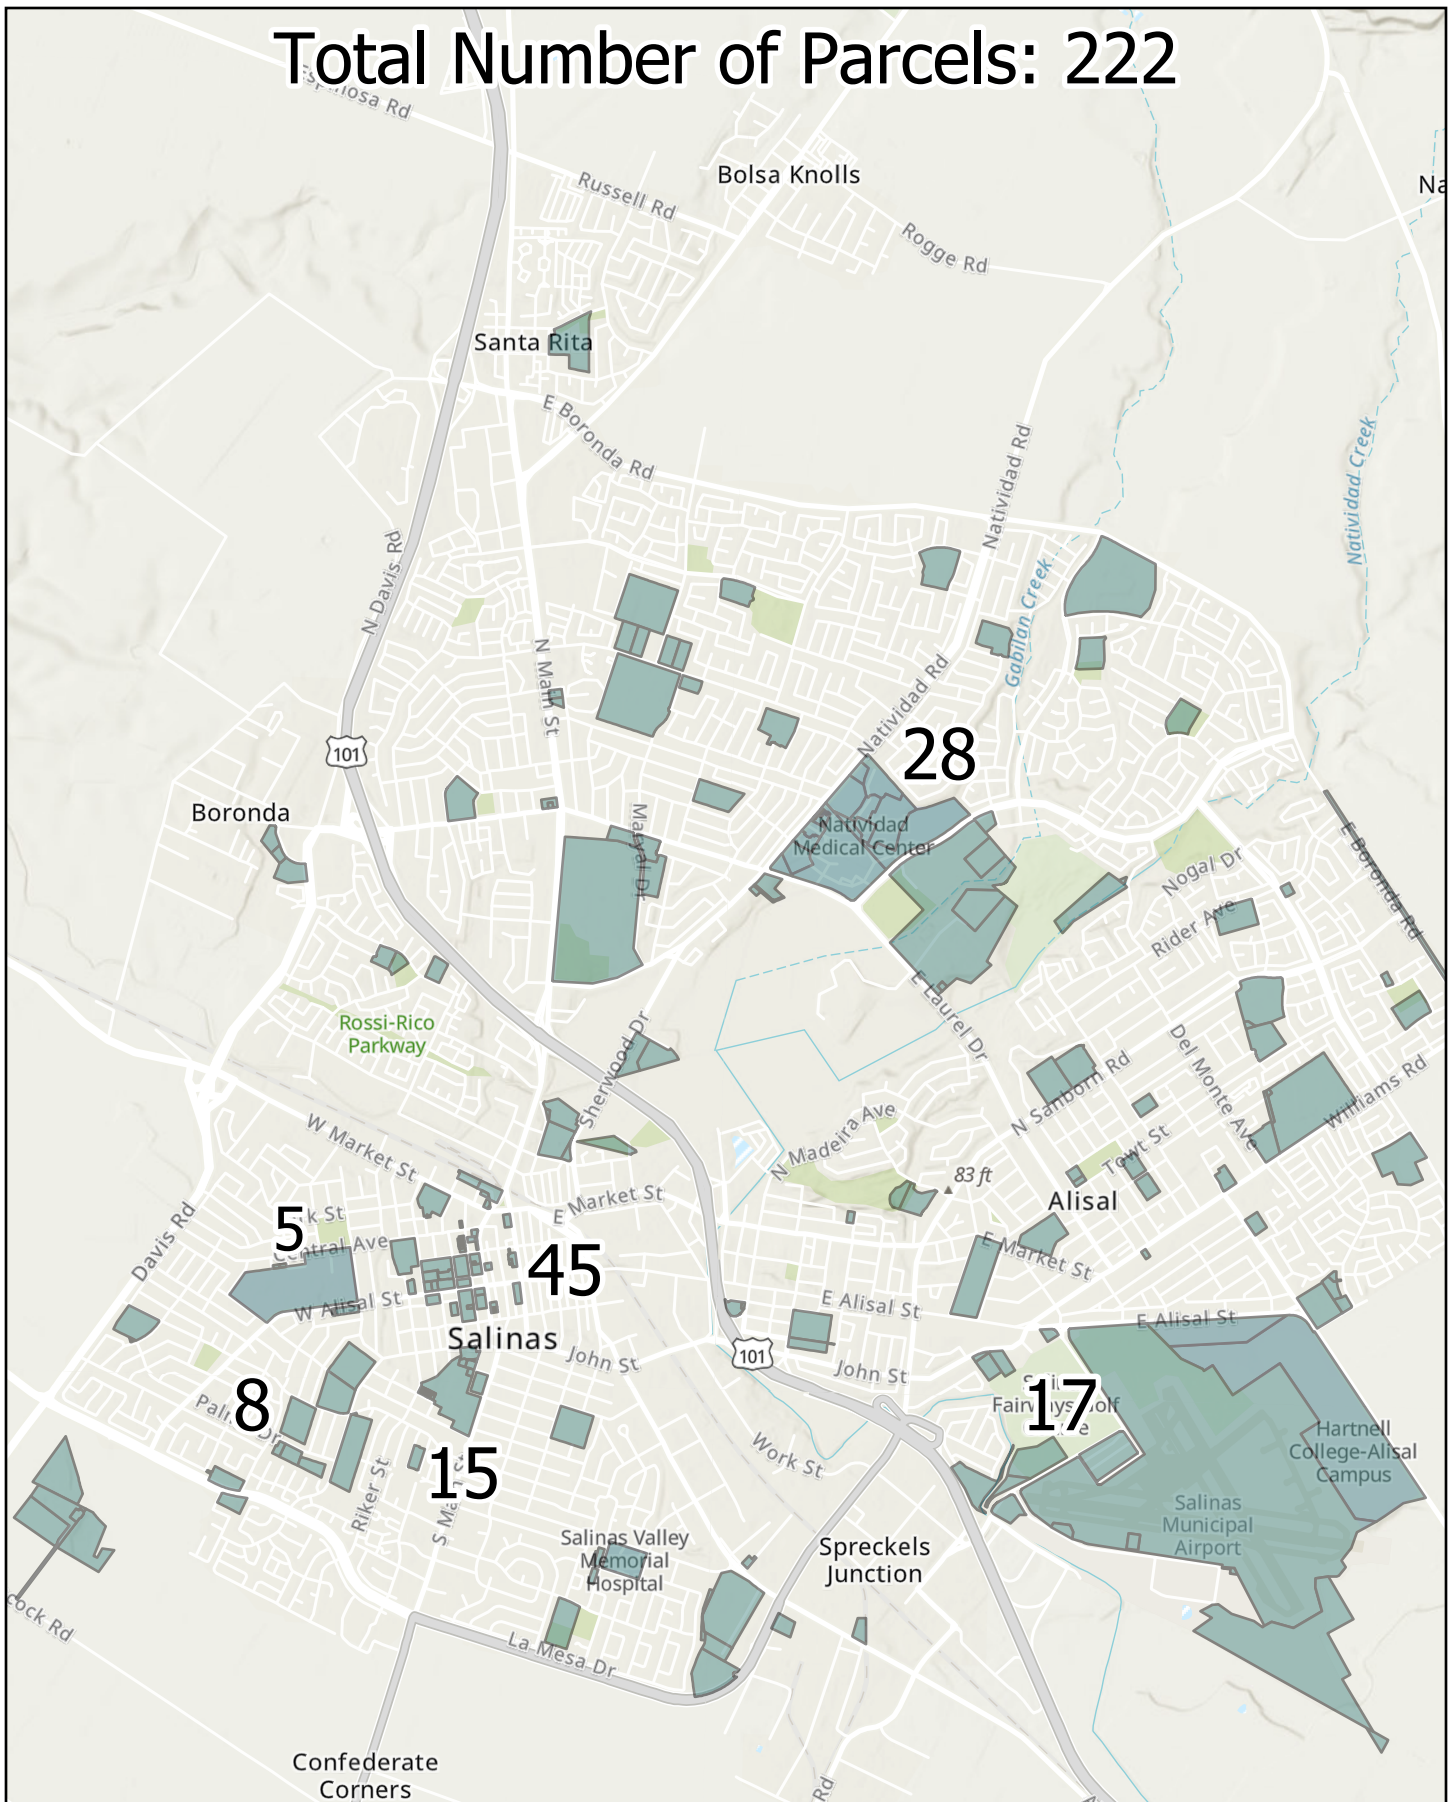 Total Number of Parcels: 222
Espinosa Rd
Bolsa Knolls
Russell Rd
Rogge Rd
Santa Rita
E Boronda Rd
Natividad Rd
Natividad Creek
N Davis Rd
Gabilan Creek
N Main St
Natividad Rd
28
101
Boronda
Natividad
Medical Center
Maryal Dr
E Boronda Rd
Nogal Dr
Rider Ave
E Laurel Dr
Rossi-Rico
Parkway
Sherwood Dr
Del Monte Ave
N Sanborn Rd
Williams Rd
W Market St
N Madeira Ave
Towt St
83 ft
Alisal
E Market St
Davis Rd
5
Central Ave
45
E Market St
W Alisal St
E Alisal St
E Alisal St
Salinas
John St
101
John St
8
17
Hartnell
College-Alisal
Campus
15
Work St
Riker St
Salinas
Municipal
Airport
Salinas Valley
Memorial
Hospital
Spreckels
Junction
La Mesa Dr
Confederate
Corners
Rd